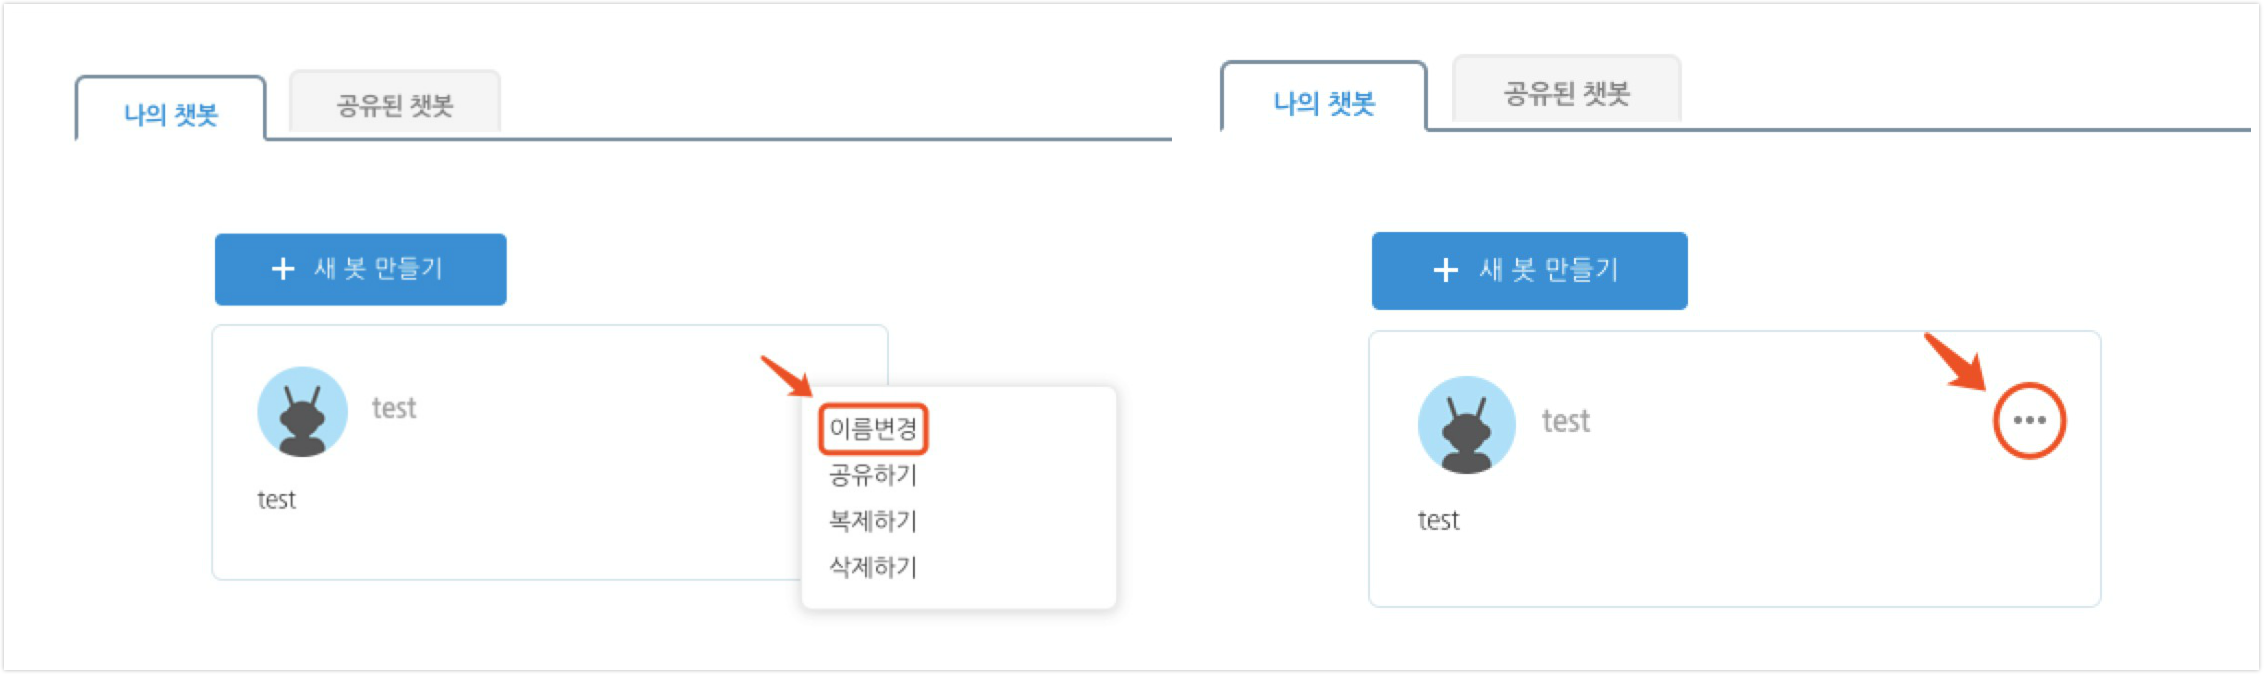 나의 챗봇
공유된 챗봇
+ 새 봇 만들기
test
test
이름변경
공유하기
복제하기
삭제하기
나의 챗봇
공유된 챗봇
+ 새 봇 만들기
test
•••
test